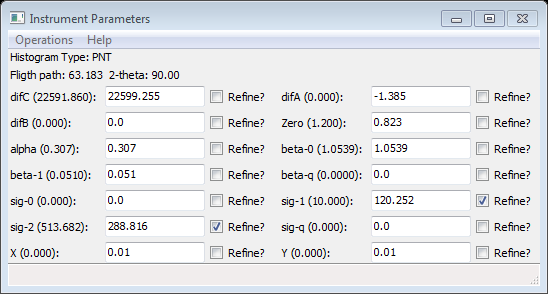 Instrument Parameters
Operations Help
Histogram Type: PNT
Fligth path: 63.183 2-theta: 90.00
difC (22591.860): 22599.255 Refine? difA (0.000): -1.385 Refine?
difB (0.000): 0.0 Refine? Zero (1.200): 0.823 Refine?
alpha (0.307): 0.307 Refine? beta-0 (1.0539): 1.0539 Refine?
beta-1 (0.0510): 0.051 Refine? beta-q (0.0000): 0.0 Refine?
sig-0 (0.000): 0.0 Refine? sig-1 (10.000): 120.252 Refine?
sig-2 (513.682): 288.816 Refine? sig-q (0.000): 0.0 Refine?
X (0.000): 0.01 Refine? Y (0.000): 0.01 Refine?